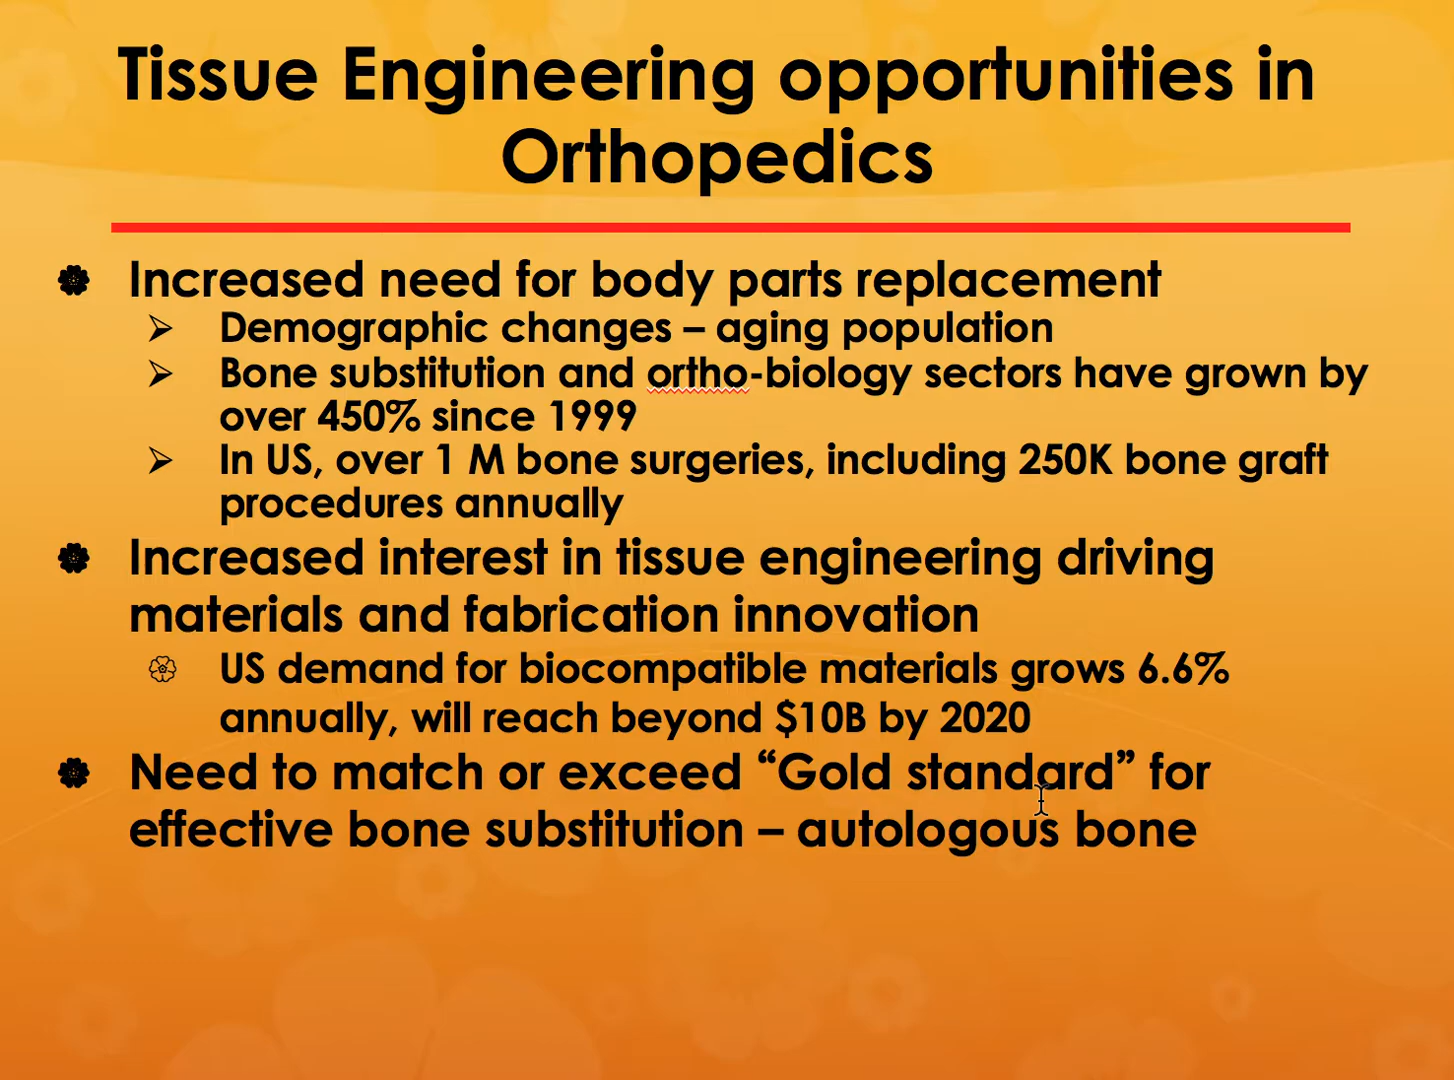 Tissue Engineering opportunities in
Orthopedics
Increased need for body parts replacement
Demographic changes – aging population
Bone substitution and ortho-biology sectors have grown by
over 450% since 1999
In US, over 1 M bone surgeries, including 250K bone graft
procedures annually
Increased interest in tissue engineering driving
materials and fabrication innovation
US demand for biocompatible materials grows 6.6%
annually, will reach beyond $10B by 2020
Need to match or exceed “Gold standard” for
effective bone substitution – autologous bone